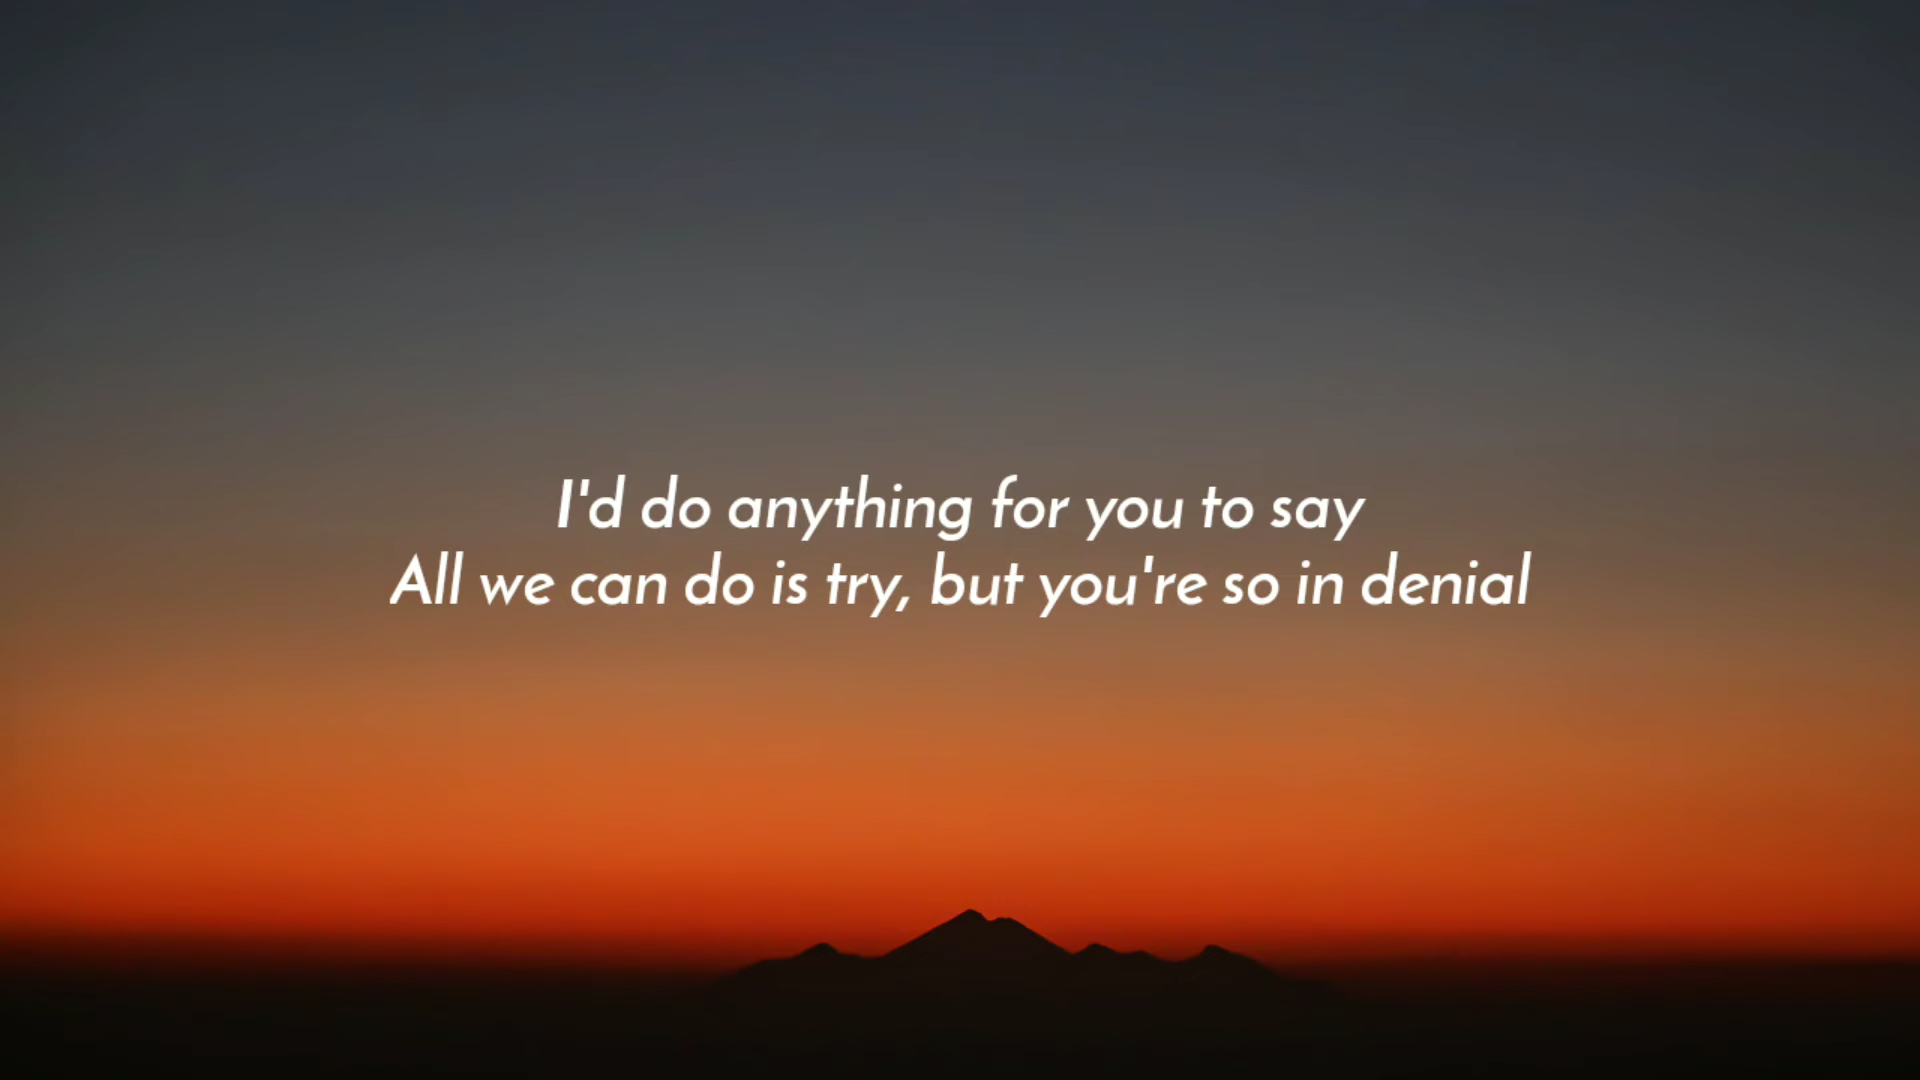 I'd do anything for you to say
All we can do is try, but you're so in denial